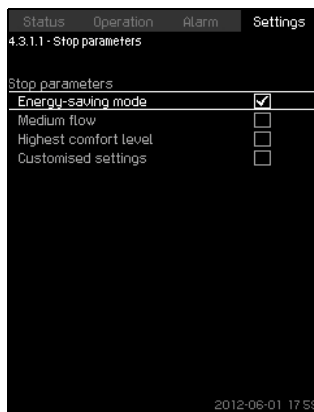 Status Operation Alarm Settings
4.3.1.1 - Stop parameters
Stop parameters
Energy-saving mode
Medium flow
Highest comfort level
Customised settings
2012-06-01 17:59